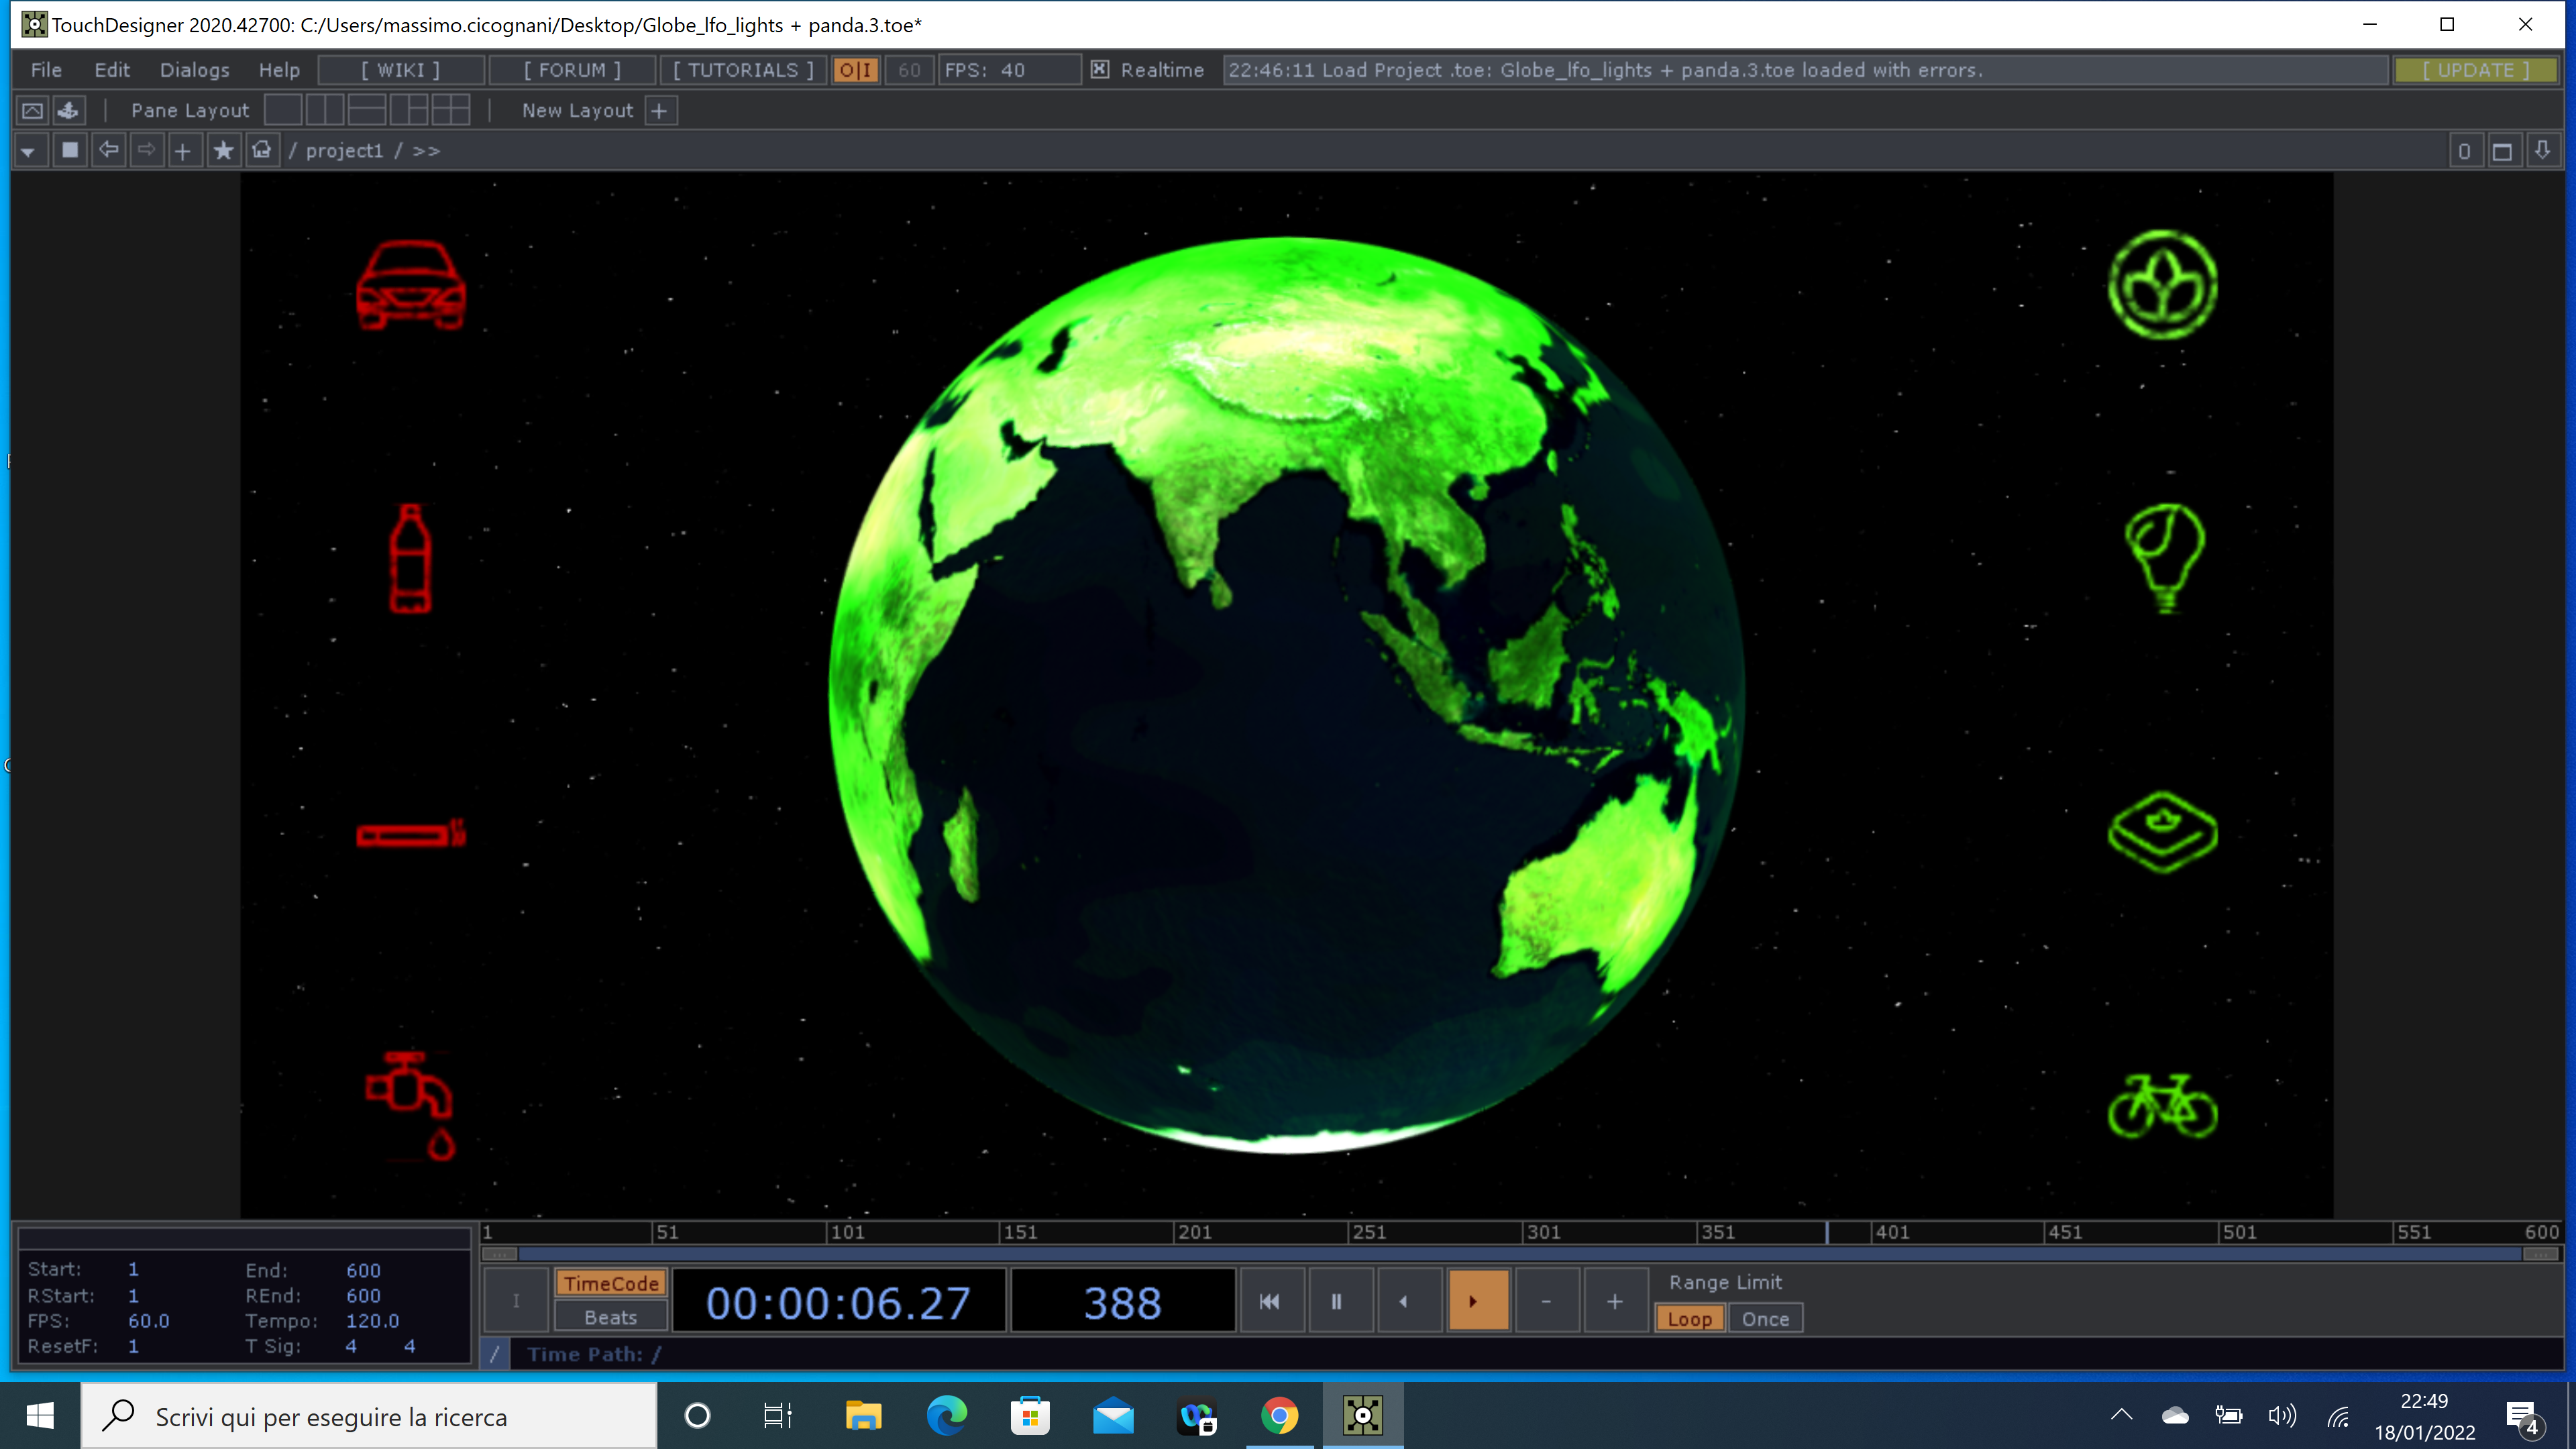 TouchDesigner 2020.42700: C:/Users/massimo.cicognani/Desktop/Globe_lfo_lights + panda.3.toe*
File Edit Dialogs Help [ WIKI ] [ FORUM ] [ TUTORIALS ] O|I 60 FPS: 40 Realtime 22:46:11 Load Project .toe: Globe_lfo_lights + panda.3.toe loaded with errors. [ UPDATE ]
Pane Layout New Layout +
/ project1 / >> 0
1 51 101 151 201 251 301 351 401 451 501 551 600
Start: 1 End: 600
RStart: 1 REnd: 600
FPS: 60.0 Tempo: 120.0
ResetF: 1 T Sig: 4 4
I
TimeCode
Beats
00:00:06.27
388
- +
Range Limit
Loop Once
/ Time Path: /
Scrivi qui per eseguire la ricerca
22:49
18/01/2022
4